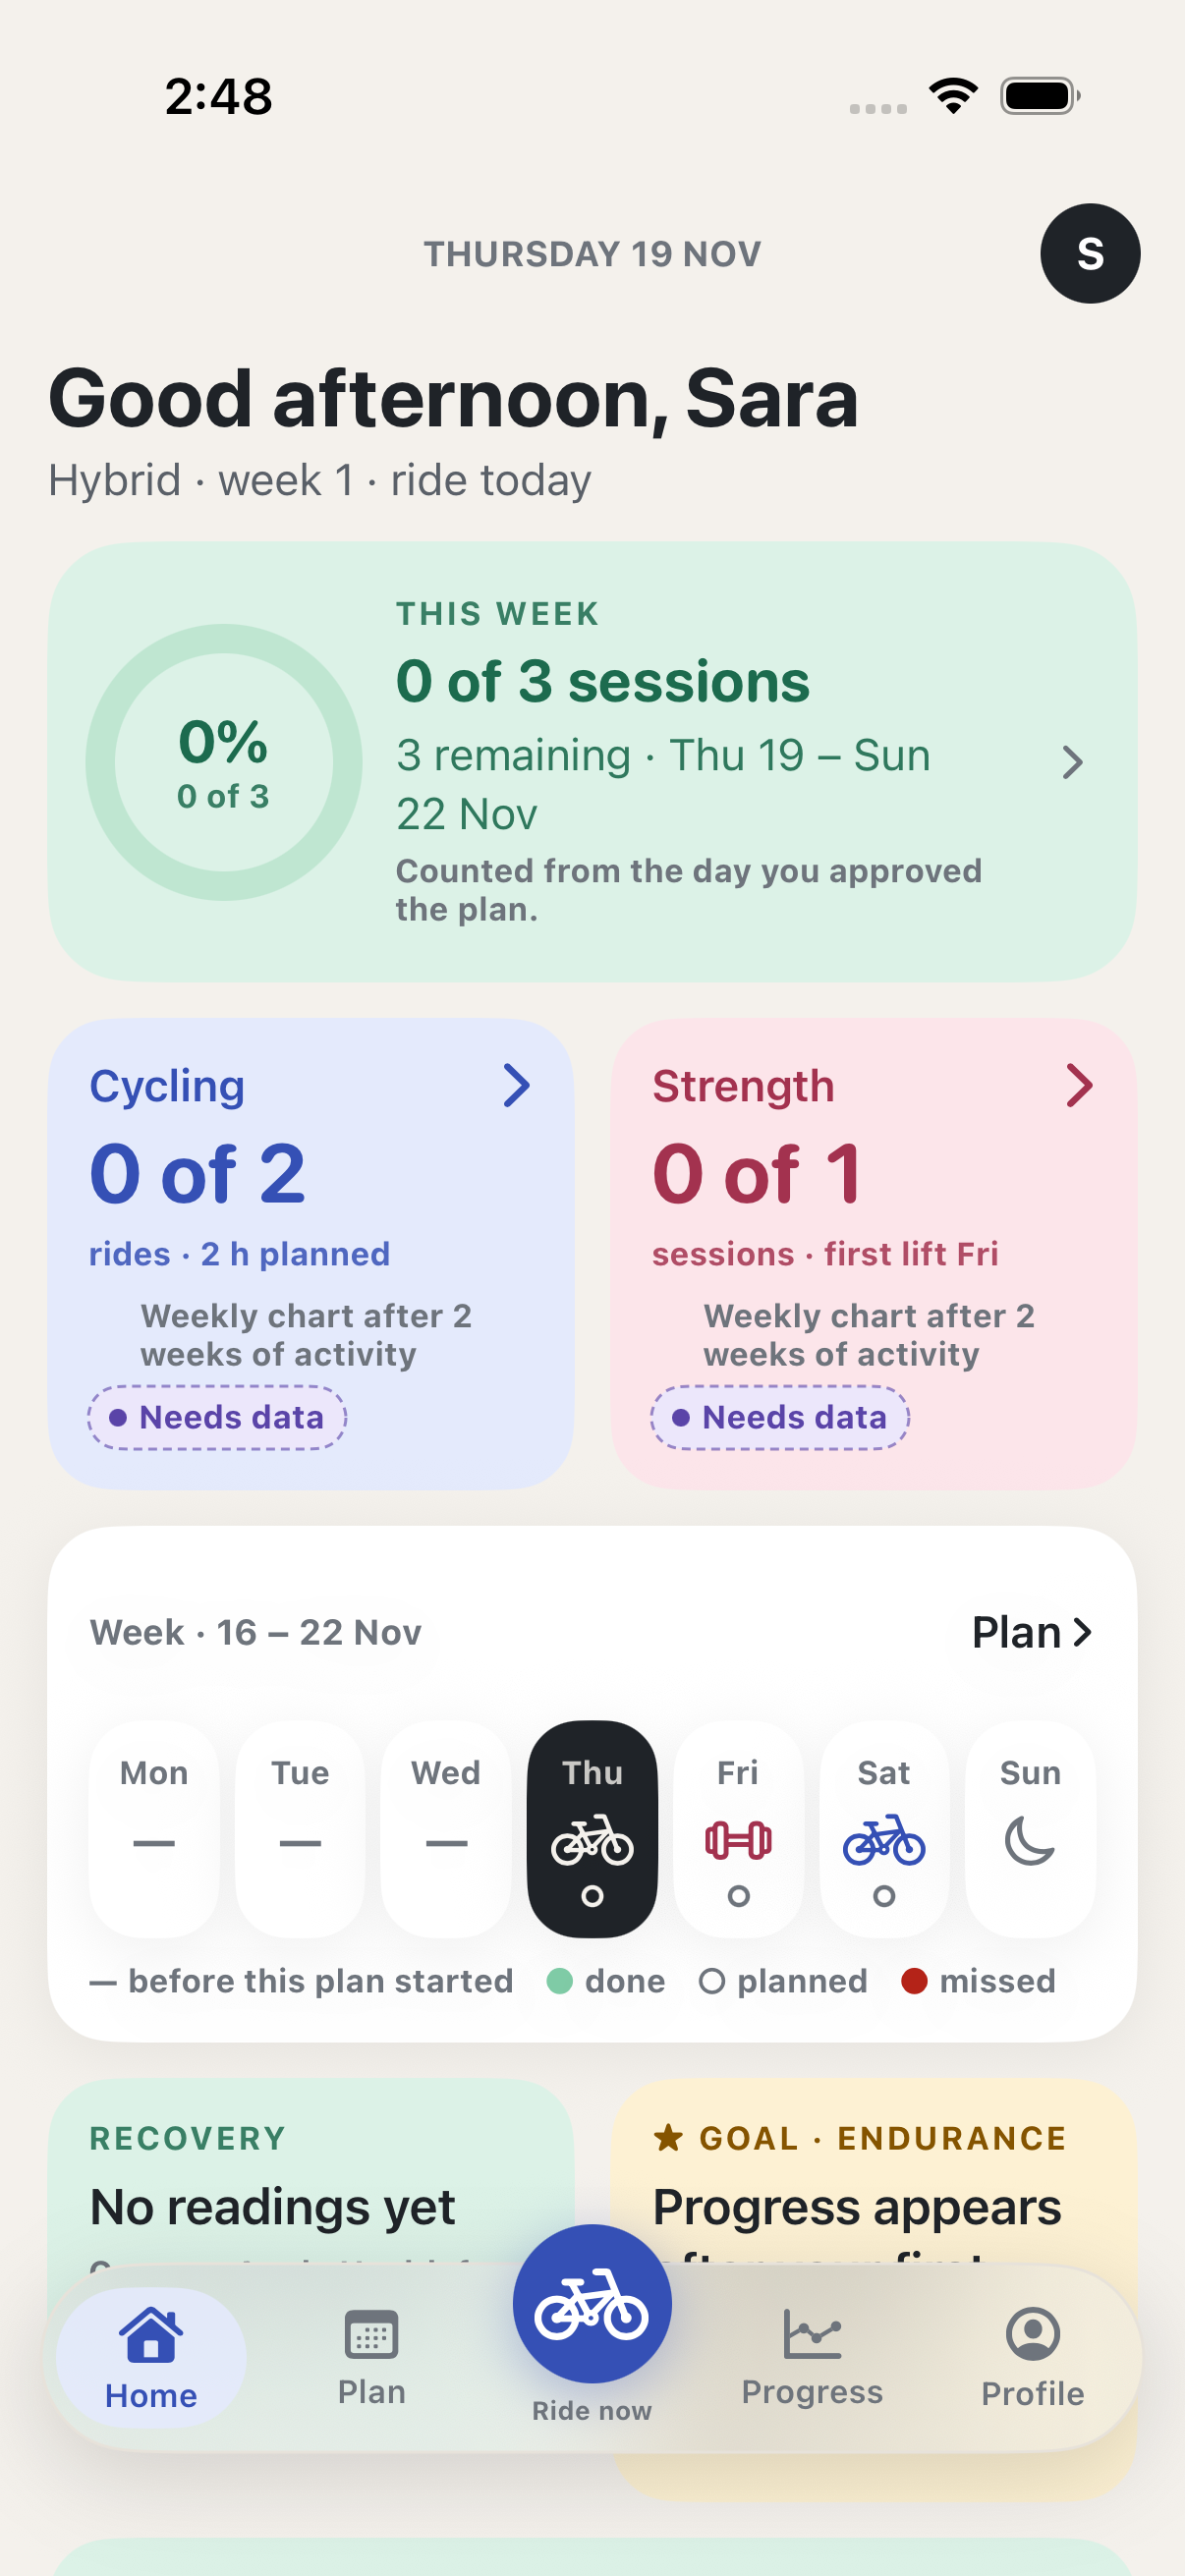 2:48
THURSDAY 19 NOV
S
Good afternoon, Sara
Hybrid · week 1 · ride today
THIS WEEK
0 of 3 sessions
3 remaining · Thu 19 – Sun
22 Nov
Counted from the day you approved
the plan.
0%
0 of 3
Cycling
0 of 2
rides · 2 h planned
Weekly chart after 2
weeks of activity
Needs data
Strength
0 of 1
sessions · first lift Fri
Weekly chart after 2
weeks of activity
Needs data
Week · 16 – 22 Nov
Plan
Mon
Tue
Wed
Thu
Fri
Sat
Sun
— before this plan started
done
planned
missed
RECOVERY
No readings yet
GOAL · ENDURANCE
Progress appears
Home
Plan
Ride now
Progress
Profile